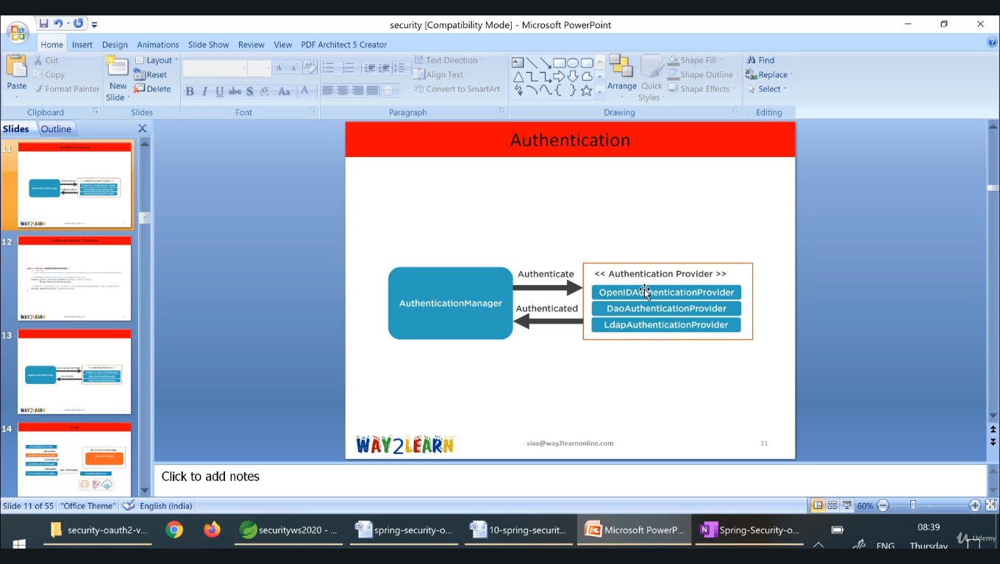 security [Compatibility Mode] - Microsoft PowerPoint
Home Insert Design Animations Slide Show Review View PDF Architect 5 Creator
Paste
Cut
Copy
Format Painter
Clipboard
New
Slide
Layout
Reset
Delete
Slides
B I U abc S AV Aa A
Font
Text Direction
Align Text
Convert to SmartArt
Paragraph
Arrange
Quick
Styles
Shape Fill
Shape Outline
Shape Effects
Drawing
Find
Replace
Select
Editing
Slides Outline
11
Authentication
WAY2LEARN
12
Authentication Provider
WAY2LEARN
13
WAY2LEARN
14
Flow
Authentication
AuthenticationManager
Authenticate
Authenticated
<< Authentication Provider >>
OpenIDAuthenticationProvider
DaoAuthenticationProvider
LdapAuthenticationProvider
WAY2LEARN
siva@way2learnonline.com
11
Click to add notes
Slide 11 of 55 "Office Theme" English (India) 60%
security-oauth2-v...
securityws2020 - ...
spring-security-o...
10-spring-securit...
Microsoft PowerP...
Spring-Security-o...
ENG
08:39
Thursday
Udemy